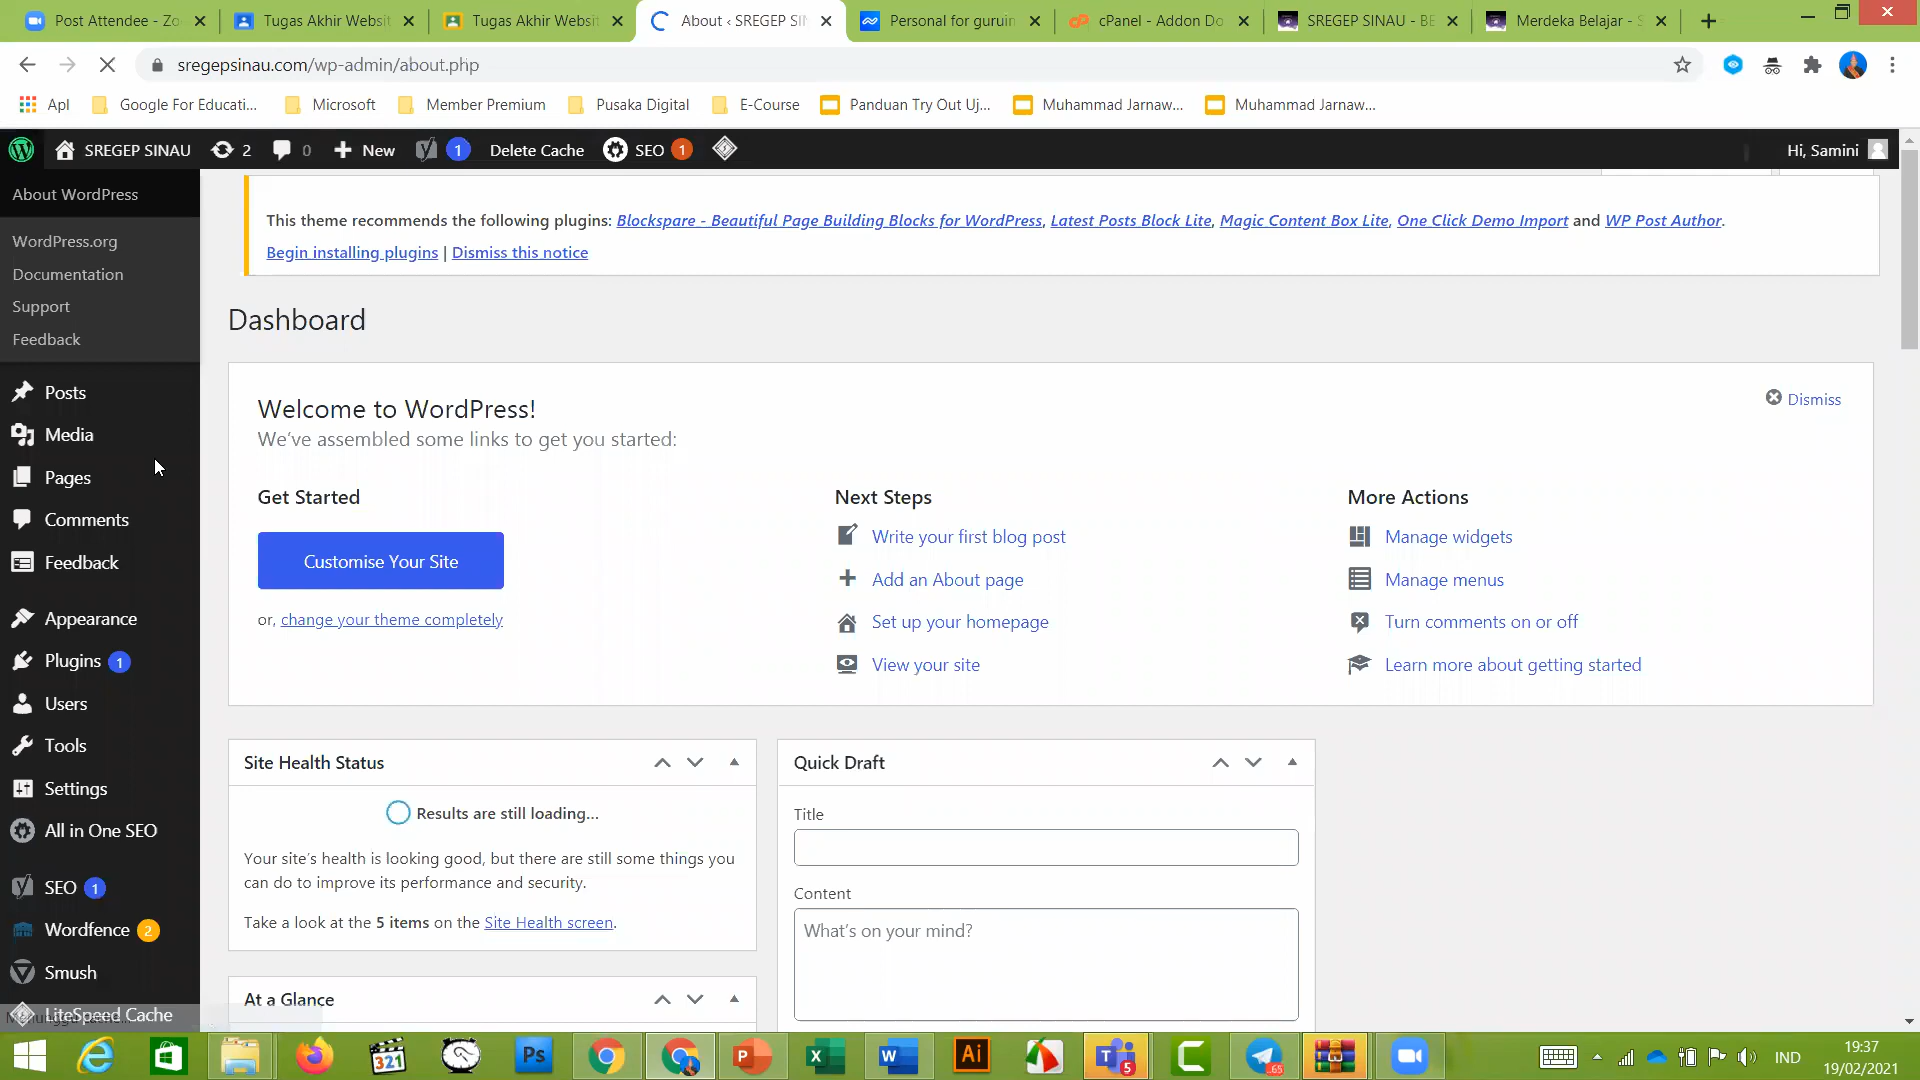 Post Attendee - Zo
Tugas Akhir Websit
Tugas Akhir Websit
About ‹ SREGEP SIN
Personal for guruin
cPanel - Addon Do
SREGEP SINAU - BE
Merdeka Belajar - S
sregepsinau.com/wp-admin/about.php
Apl
Google For Educati...
Microsoft
Member Premium
Pusaka Digital
E-Course
Panduan Try Out Uj...
Muhammad Jarnaw...
Muhammad Jarnaw...
SREGEP SINAU
2
0
New
1
Delete Cache
SEO 1
Hi, Samini
About WordPress
WordPress.org
Documentation
Support
Feedback
Posts
Media
Pages
Comments
Feedback
Appearance
Plugins 1
Users
Tools
Settings
All in One SEO
SEO 1
Wordfence 2
Smush
LiteSpeed Cache
This theme recommends the following plugins: Blockspare - Beautiful Page Building Blocks for WordPress, Latest Posts Block Lite, Magic Content Box Lite, One Click Demo Import and WP Post Author.
Begin installing plugins | Dismiss this notice
Dashboard
Welcome to WordPress!
Dismiss
We've assembled some links to get you started:
Get Started
Customise Your Site
or, change your theme completely
Next Steps
Write your first blog post
Add an About page
Set up your homepage
View your site
More Actions
Manage widgets
Manage menus
Turn comments on or off
Learn more about getting started
Site Health Status
Results are still loading...
Your site's health is looking good, but there are still some things you
can do to improve its performance and security.
Take a look at the 5 items on the Site Health screen.
At a Glance
Quick Draft
Title
Content
What's on your mind?
321
Ps
P
X
W
Ai
T 5
C
65
IND
19:37
19/02/2021